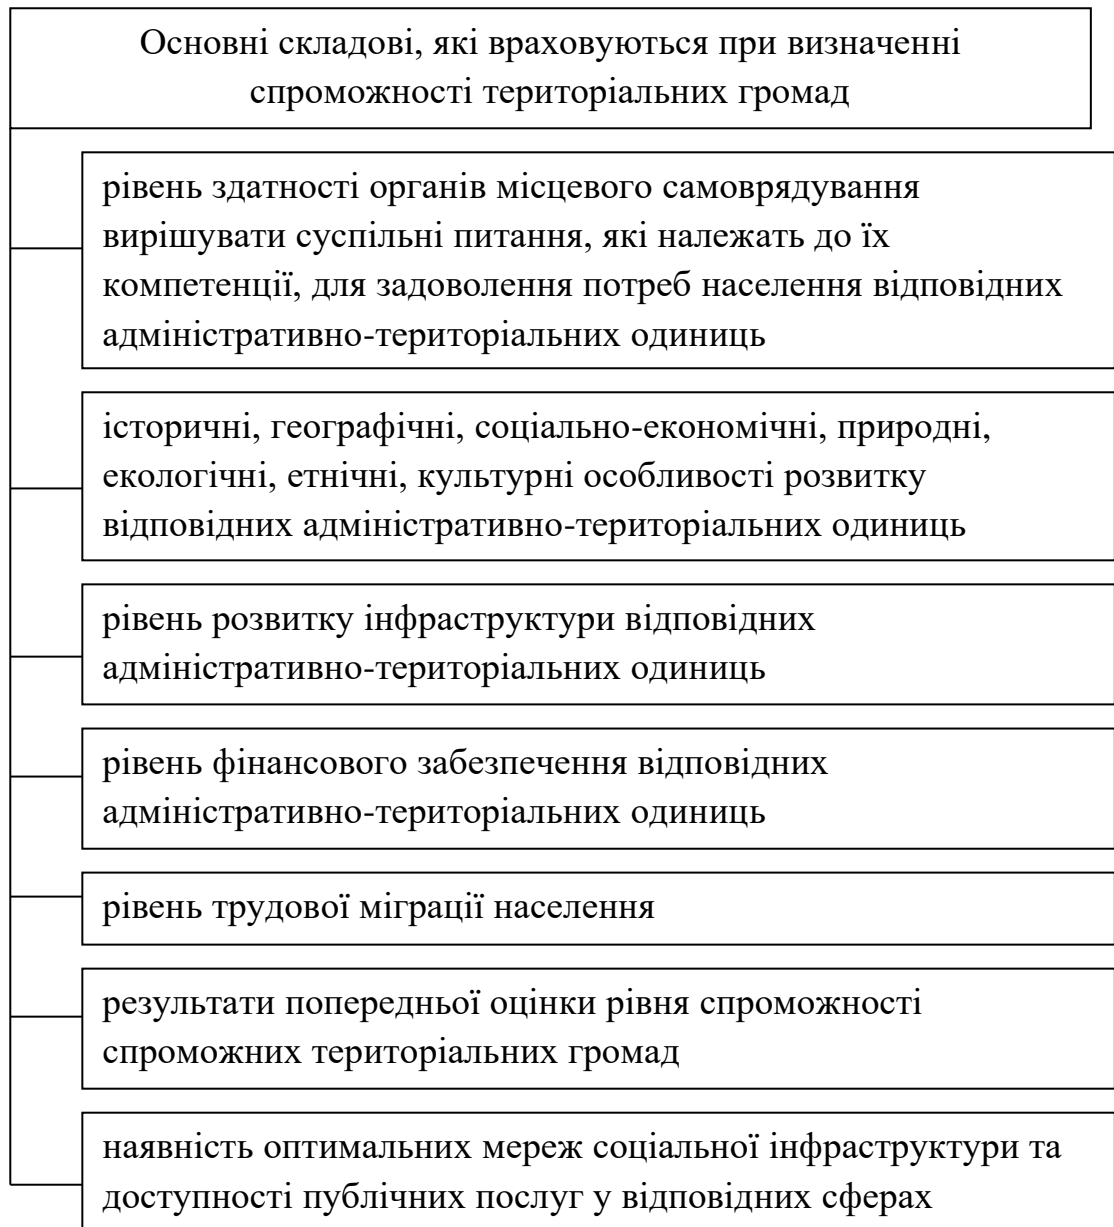 Основні складові, які враховуються при визначенні
спроможності територіальних громад
рівень здатності органів місцевого самоврядування
вирішувати суспільні питання, які належать до їх
компетенції, для задоволення потреб населення відповідних
адміністративно-територіальних одиниць
історичні, географічні, соціально-економічні, природні,
екологічні, етнічні, культурні особливості розвитку
відповідних адміністративно-територіальних одиниць
рівень розвитку інфраструктури відповідних
адміністративно-територіальних одиниць
рівень фінансового забезпечення відповідних
адміністративно-територіальних одиниць
рівень трудової міграції населення
результати попередньої оцінки рівня спроможності
спроможних територіальних громад
наявність оптимальних мереж соціальної інфраструктури та
доступності публічних послуг у відповідних сферах